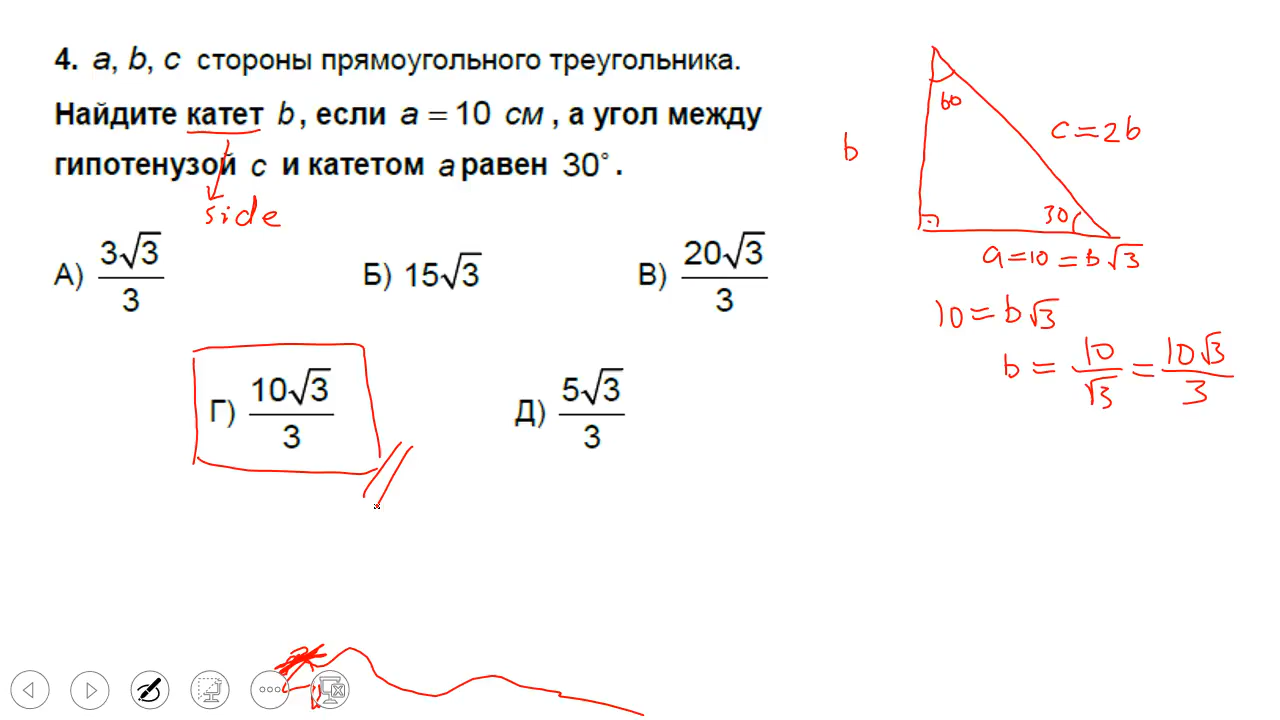 4. a, b, c стороны прямоугольного треугольника.
Найдите катет b, если a = 10 см, а угол между
гипотенузой c и катетом a равен 30°.
side
А) 3√3/3
Б) 15√3
В) 20√3/3
Г) 10√3/3
Д) 5√3/3
60
b
c=2b
30
a=10=b√3
10=b√3
b = 10/√3 = 10√3/3